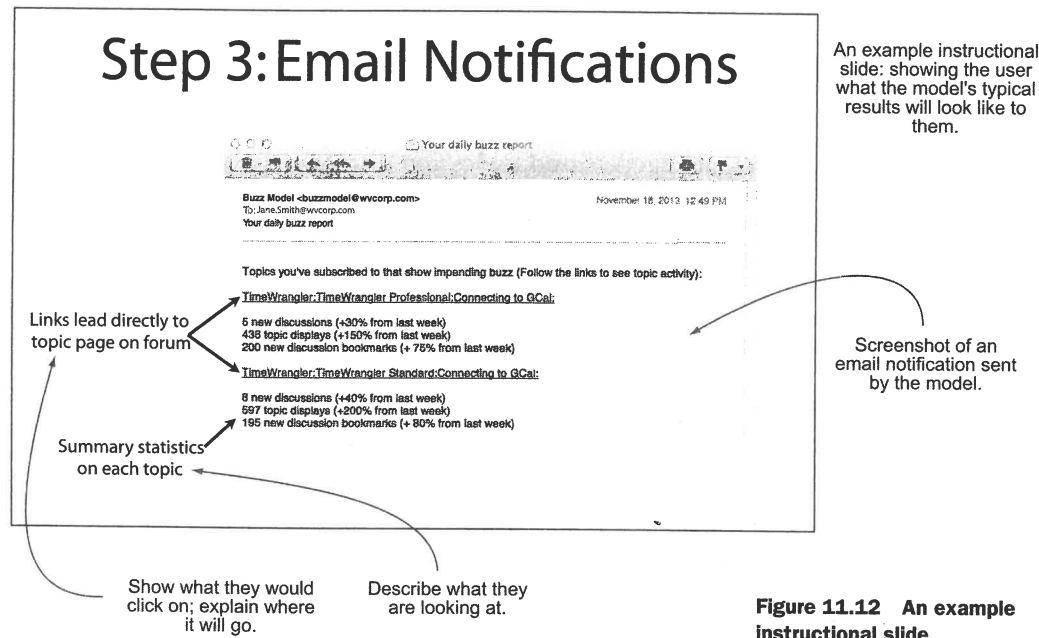 Step 3: Email Notifications
An example instructional
slide: showing the user
what the model's typical
results will look like to
them.
Your daily buzz report
Buzz Model <buzzmodel@wvcorp.com>
November 18, 2013 12:49 PM
To: Jane.Smith@wvcorp.com
Your daily buzz report
Topics you've subscribed to that show impending buzz (Follow the links to see topic activity):
TimeWrangler:TimeWrangler Professional:Connecting to GCal:
5 new discussions (+30% from last week)
438 topic displays (+150% from last week)
200 new discussion bookmarks (+ 75% from last week)
Links lead directly to
topic page on forum
TimeWrangler:TimeWrangler Standard:Connecting to GCal:
8 new discussions (+40% from last week)
597 topic displays (+200% from last week)
195 new discussion bookmarks (+ 80% from last week)
Summary statistics
on each topic
Screenshot of an
email notification sent
by the model.
Show what they would
click on; explain where
it will go.
Describe what they
are looking at.
Figure 11.12 An example
instructional slide